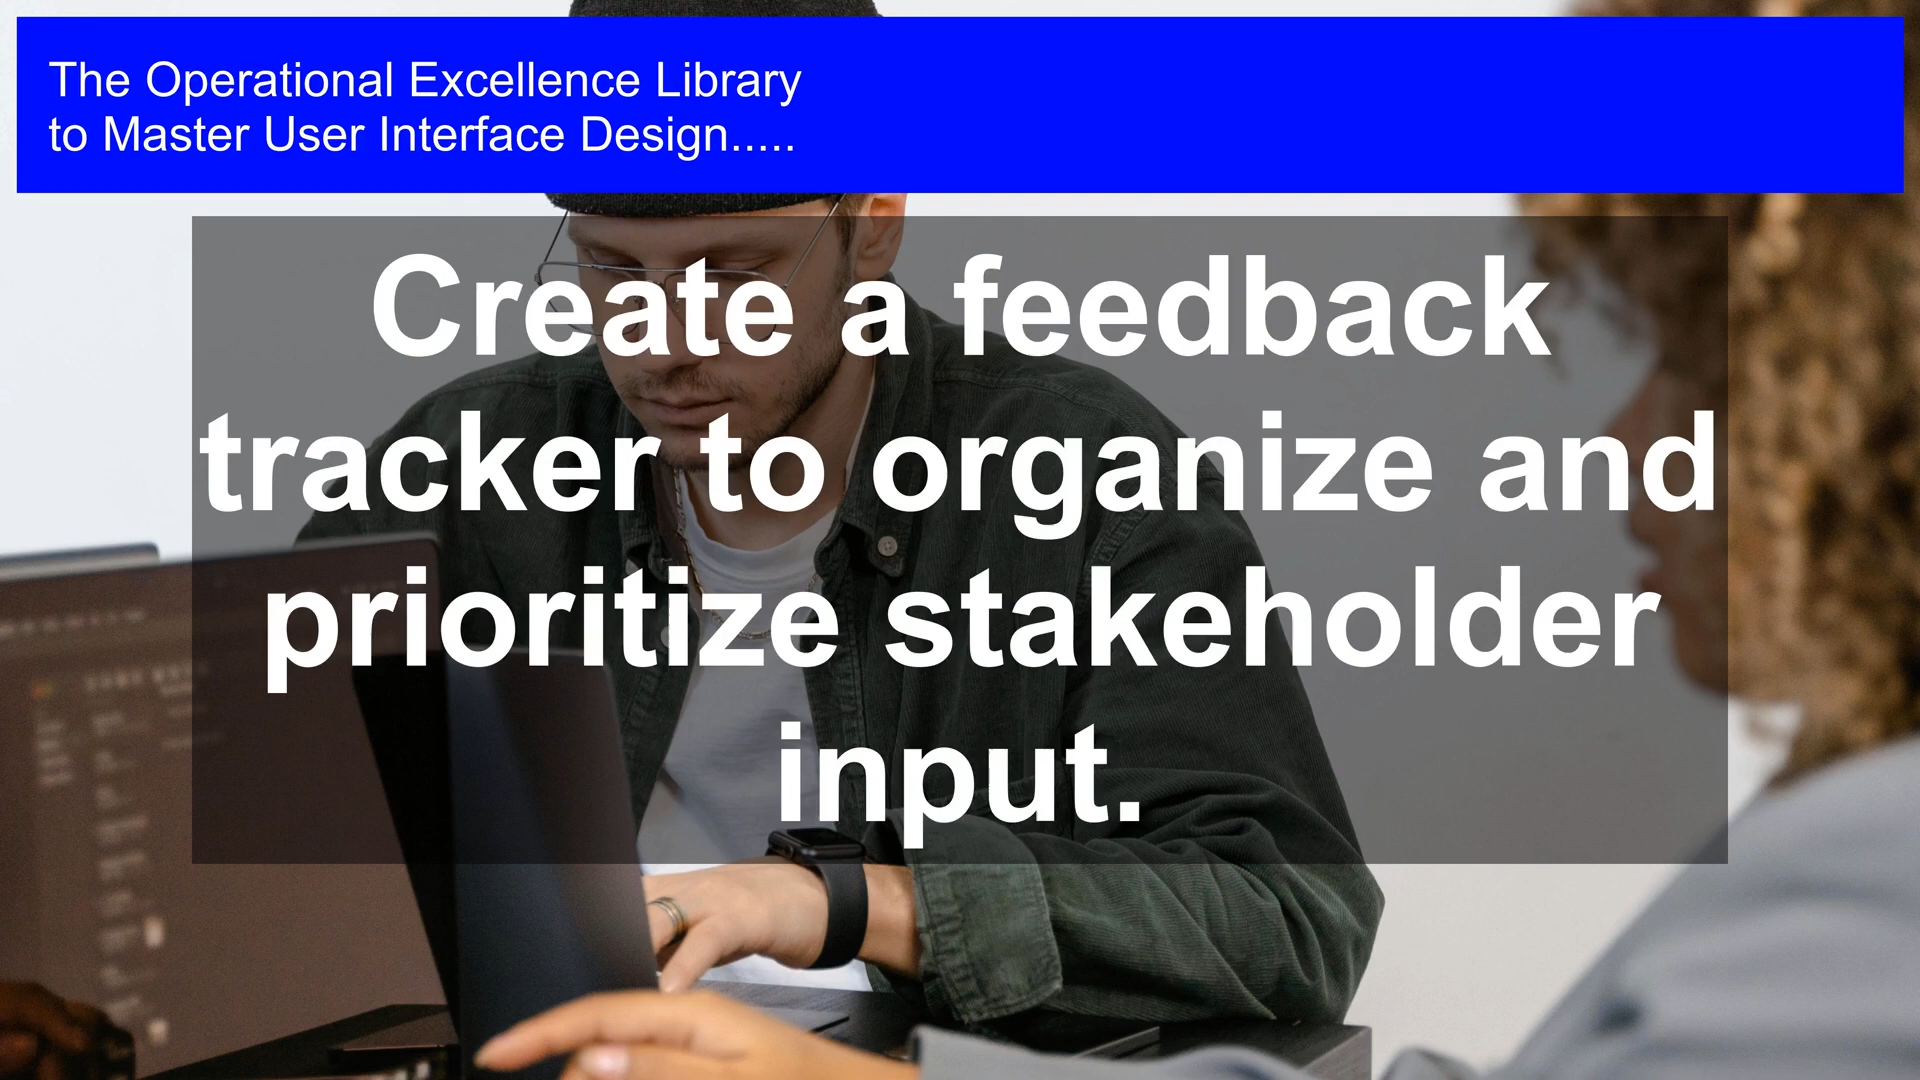 The Operational Excellence Library
to Master User Interface Design.....
Create a feedback
tracker to organize and
prioritize stakeholder
input.